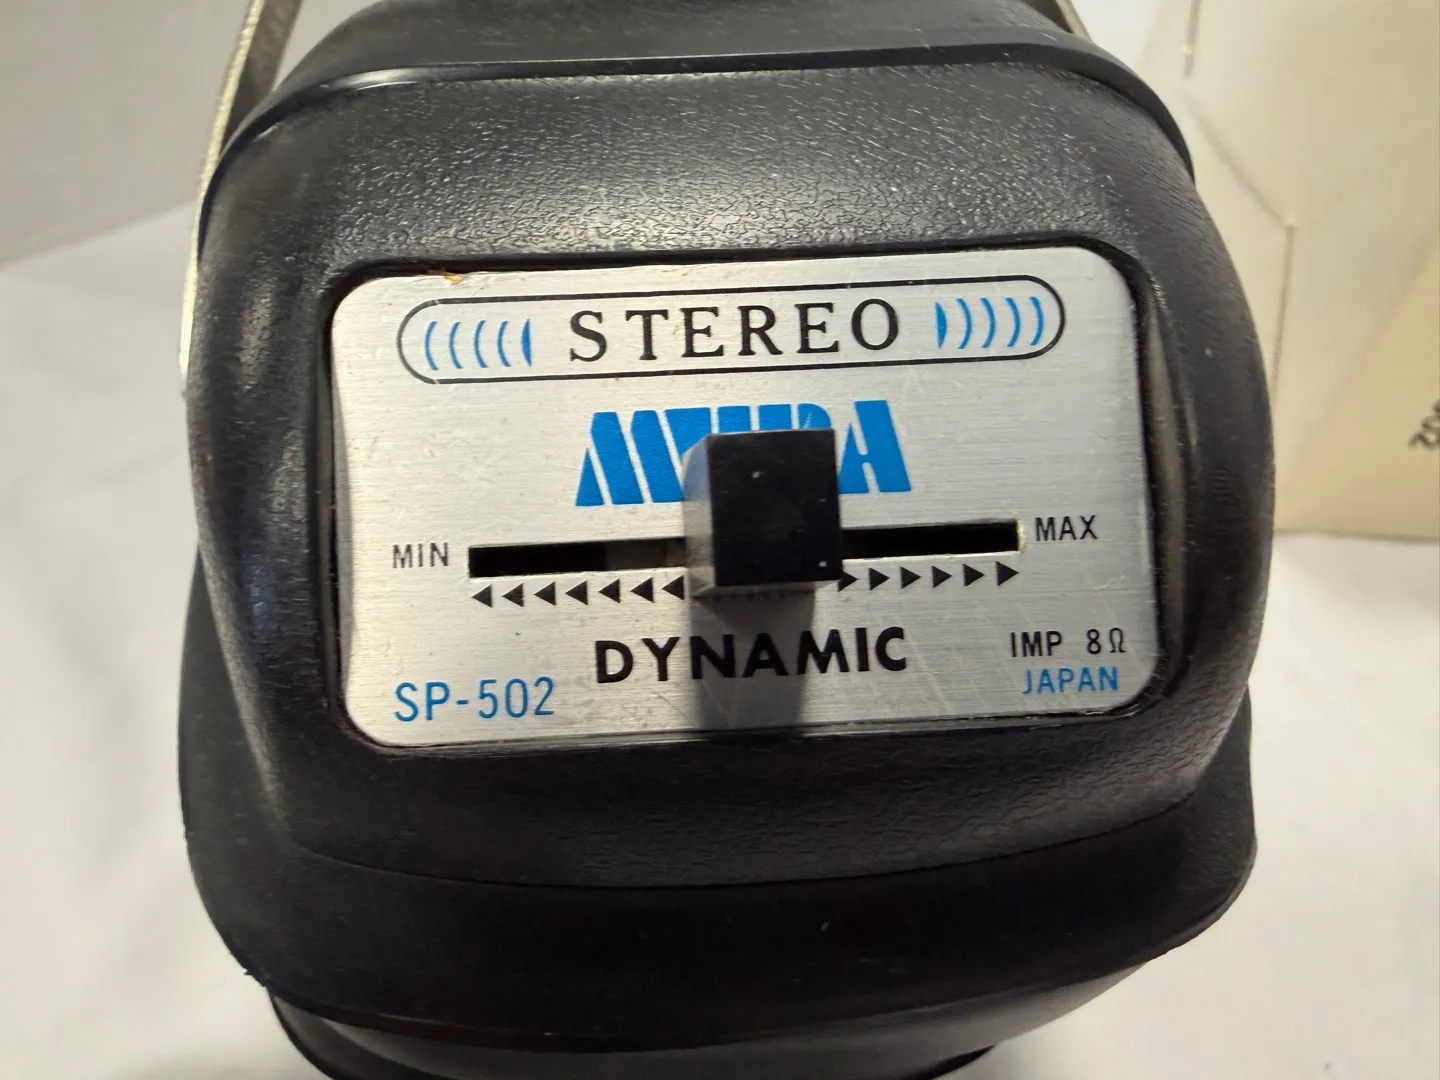 STEREO
MIN MAX
DYNAMIC
IMP 8Ω
SP-502
JAPAN